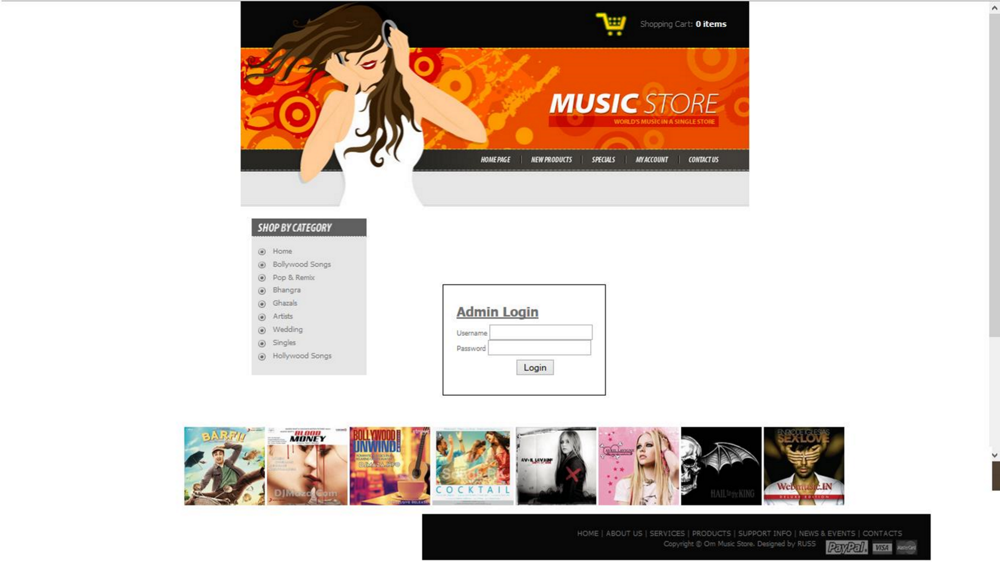 Shopping Cart: 0 items
MUSIC STORE
WORLD'S MUSIC IN A SINGLE STORE
HOME PAGE | NEW PRODUCTS | SPECIALS | MY ACCOUNT | CONTACT US
SHOP BY CATEGORY
Home
Bollywood Songs
Pop & Remix
Bhangra
Ghazals
Artists
Wedding
Singles
Hollywood Songs
Admin Login
Username
Password
Login
BARFI!
BLOOD MONEY
DJMaza.Com
BOLLYWOOD
UNWIND!
DJMAZA.INFO
EXCLUSIVE RELEASE
COCKTAIL
AVRIL LAVIGNE
AVRIL LAVIGNE
HAIL to the KING
ENRIQUE IGLESIAS
SEX+LOVE
Webmusic.IN
DELUXE EDITION
HOME | ABOUT US | SERVICES | PRODUCTS | SUPPORT INFO | NEWS & EVENTS | CONTACTS
Copyright © Om Music Store. Designed by RUSS
PayPal. VISA MasterCard